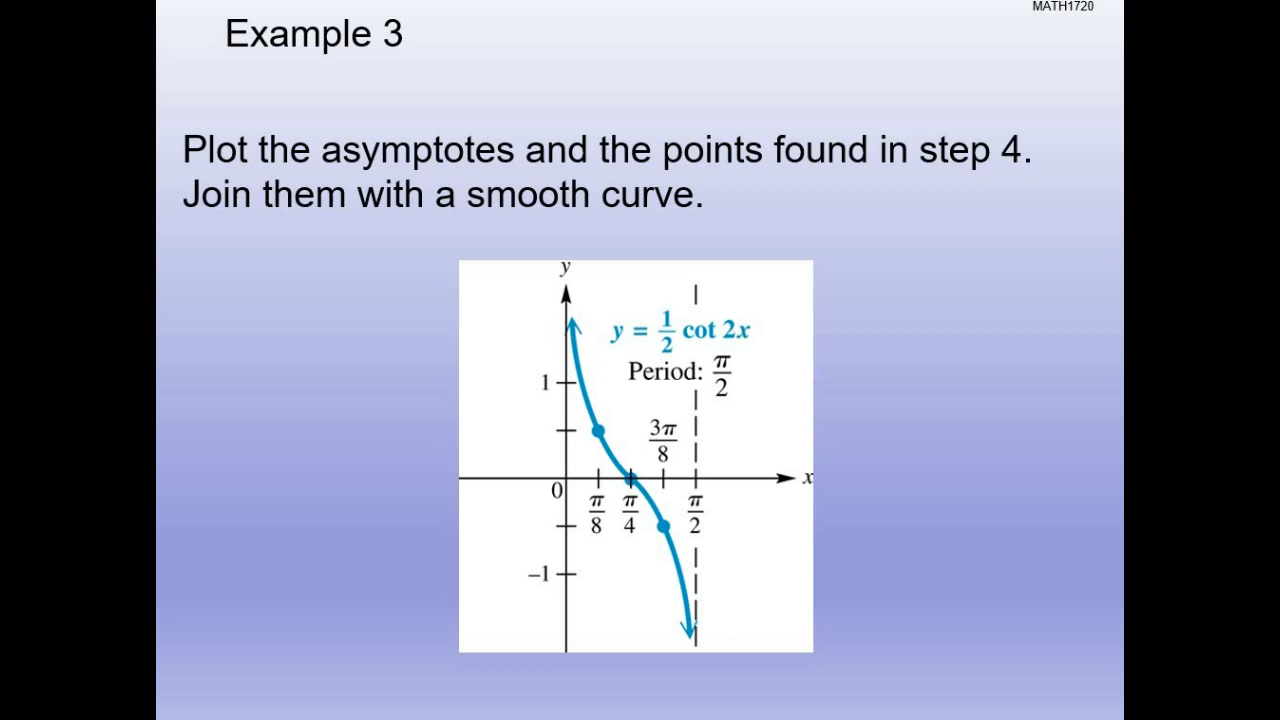 MATH1720
Example 3
Plot the asymptotes and the points found in step 4.
Join them with a smooth curve.
y
y = 1/2 cot 2x
Period: π/2
1
3π/8
x
0
π/8 π/4 π/2
–1